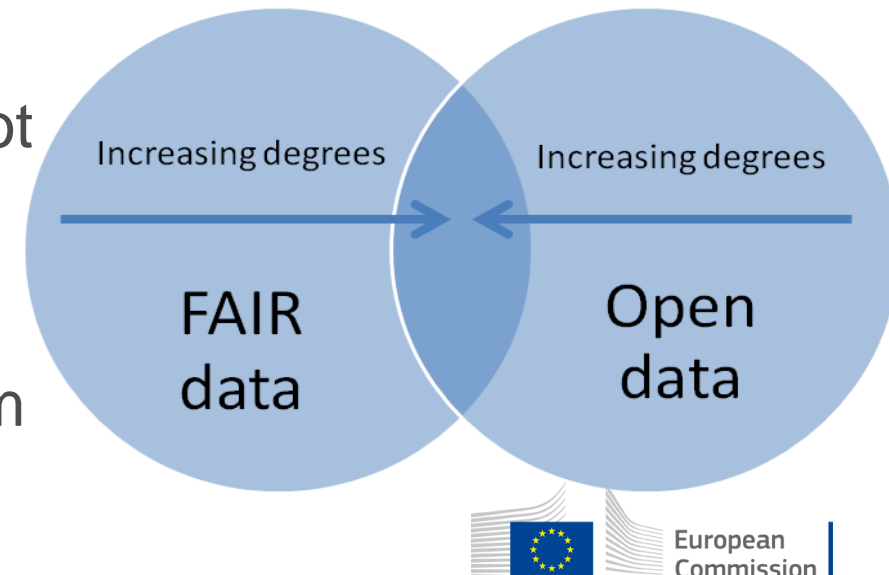 Increasing degrees
Increasing degrees
FAIR
data
Open
data
European
Commission